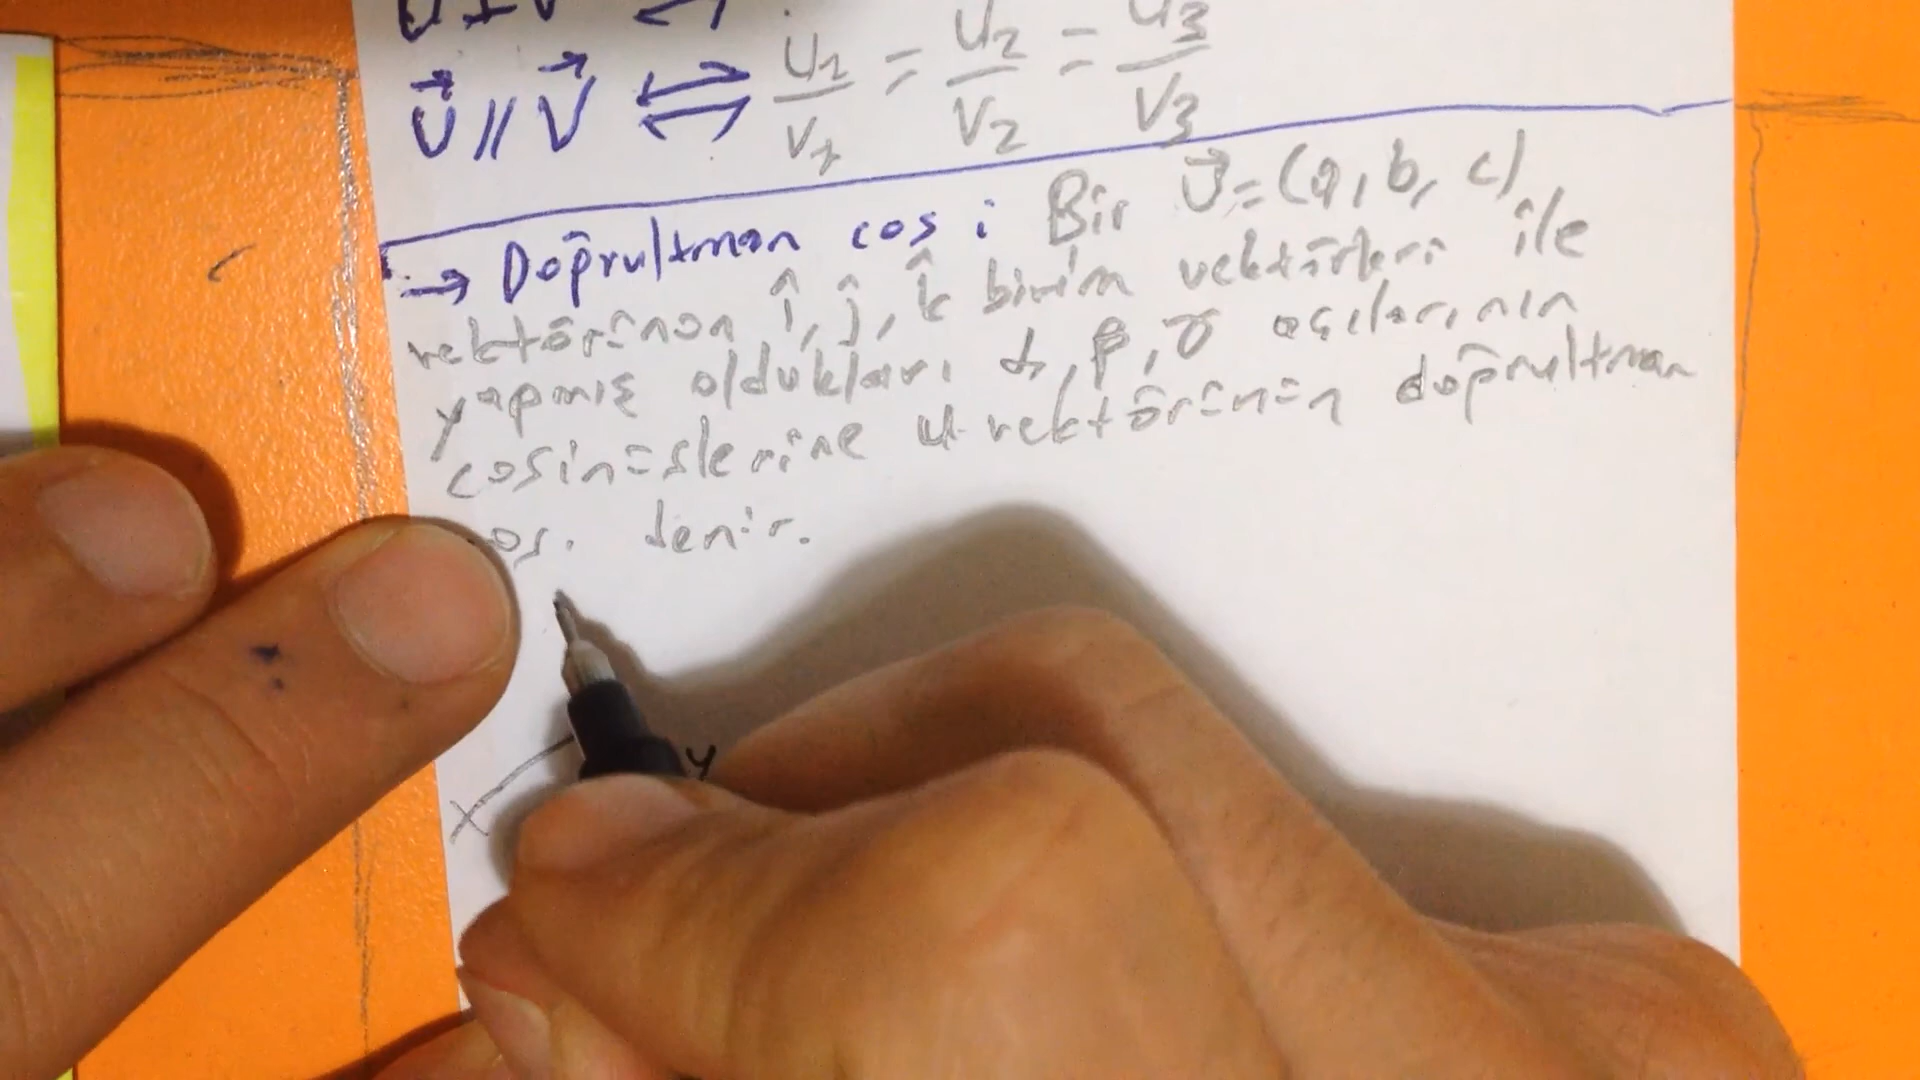 U⃗ ⊥ V⃗ ⟺
U⃗ // V⃗ ⟺ u₁/v₁ = u₂/v₂ = u₃/v₃
→ Doğrultman cos : Bir U⃗ = (a, b, c)
vektörünün î, ĵ, k̂ birim vektörleri ile
yapmış oldukları α, β, γ açılarının
cosinüslerine u vektörünün doğrultman
cos. denir.
y
x